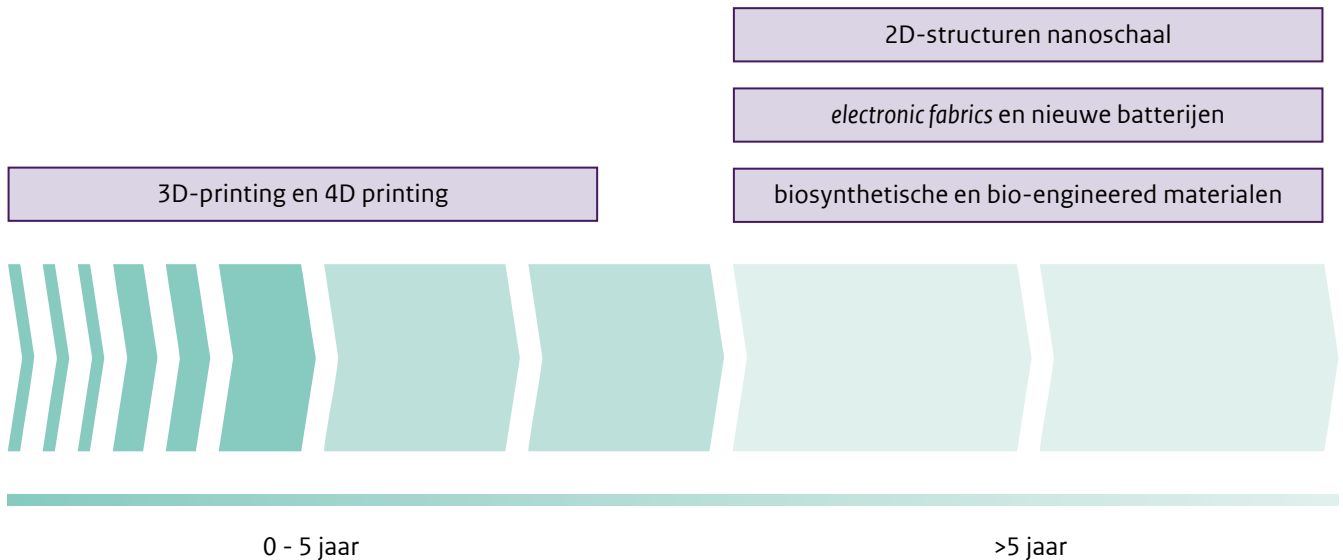 2D-structuren nanoschaal
electronic fabrics en nieuwe batterijen
3D-printing en 4D printing
biosynthetische en bio-engineered materialen
0 - 5 jaar
>5 jaar